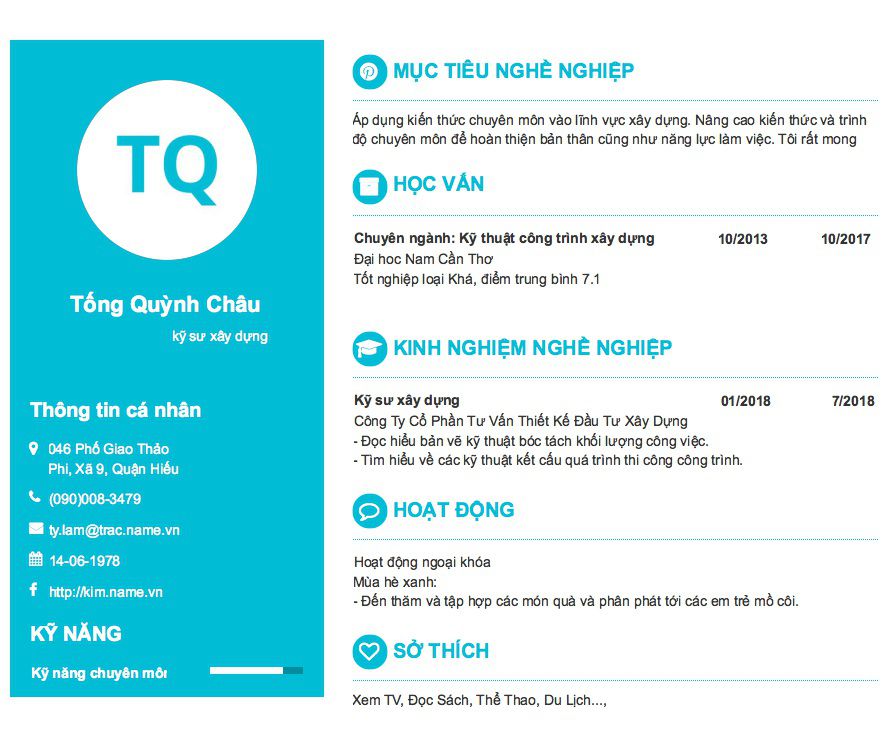 TQ
Tống Quỳnh Châu
kỹ sư xây dựng
Thông tin cá nhân
046 Phố Giao Thảo
Phi, Xã 9, Quận Hiếu
(090)008-3479
ty.lam@trac.name.vn
14-06-1978
http://kim.name.vn
KỸ NĂNG
Kỹ năng chuyên môn
MỤC TIÊU NGHỀ NGHIỆP
Áp dụng kiến thức chuyên môn vào lĩnh vực xây dựng. Nâng cao kiến thức và trình
độ chuyên môn để hoàn thiện bản thân cũng như năng lực làm việc. Tôi rất mong
HỌC VẤN
Chuyên ngành: Kỹ thuật công trình xây dựng 10/2013 10/2017
Đại hoc Nam Cần Thơ
Tốt nghiệp loại Khá, điểm trung bình 7.1
KINH NGHIỆM NGHỀ NGHIỆP
Kỹ sư xây dựng 01/2018 7/2018
Công Ty Cổ Phần Tư Vấn Thiết Kế Đầu Tư Xây Dựng
- Đọc hiểu bản vẽ kỹ thuật bóc tách khối lượng công việc.
- Tìm hiểu về các kỹ thuật kết cấu quá trình thi công công trình.
HOẠT ĐỘNG
Hoạt động ngoại khóa
Mùa hè xanh:
- Đến thăm và tập hợp các món quà và phân phát tới các em trẻ mồ côi.
SỞ THÍCH
Xem TV, Đọc Sách, Thể Thao, Du Lịch...,